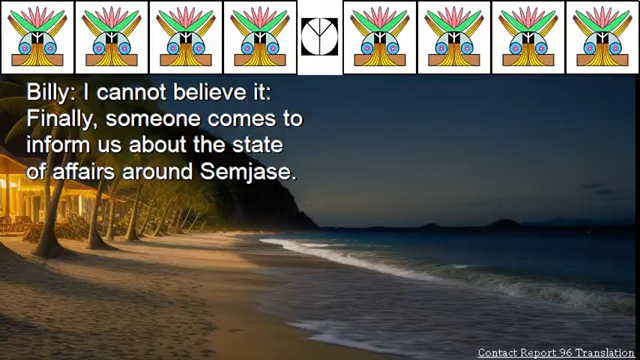 Billy: I cannot believe it:
Finally, someone comes to
inform us about the state
of affairs around Semjase.
Contact Report 96 Translation